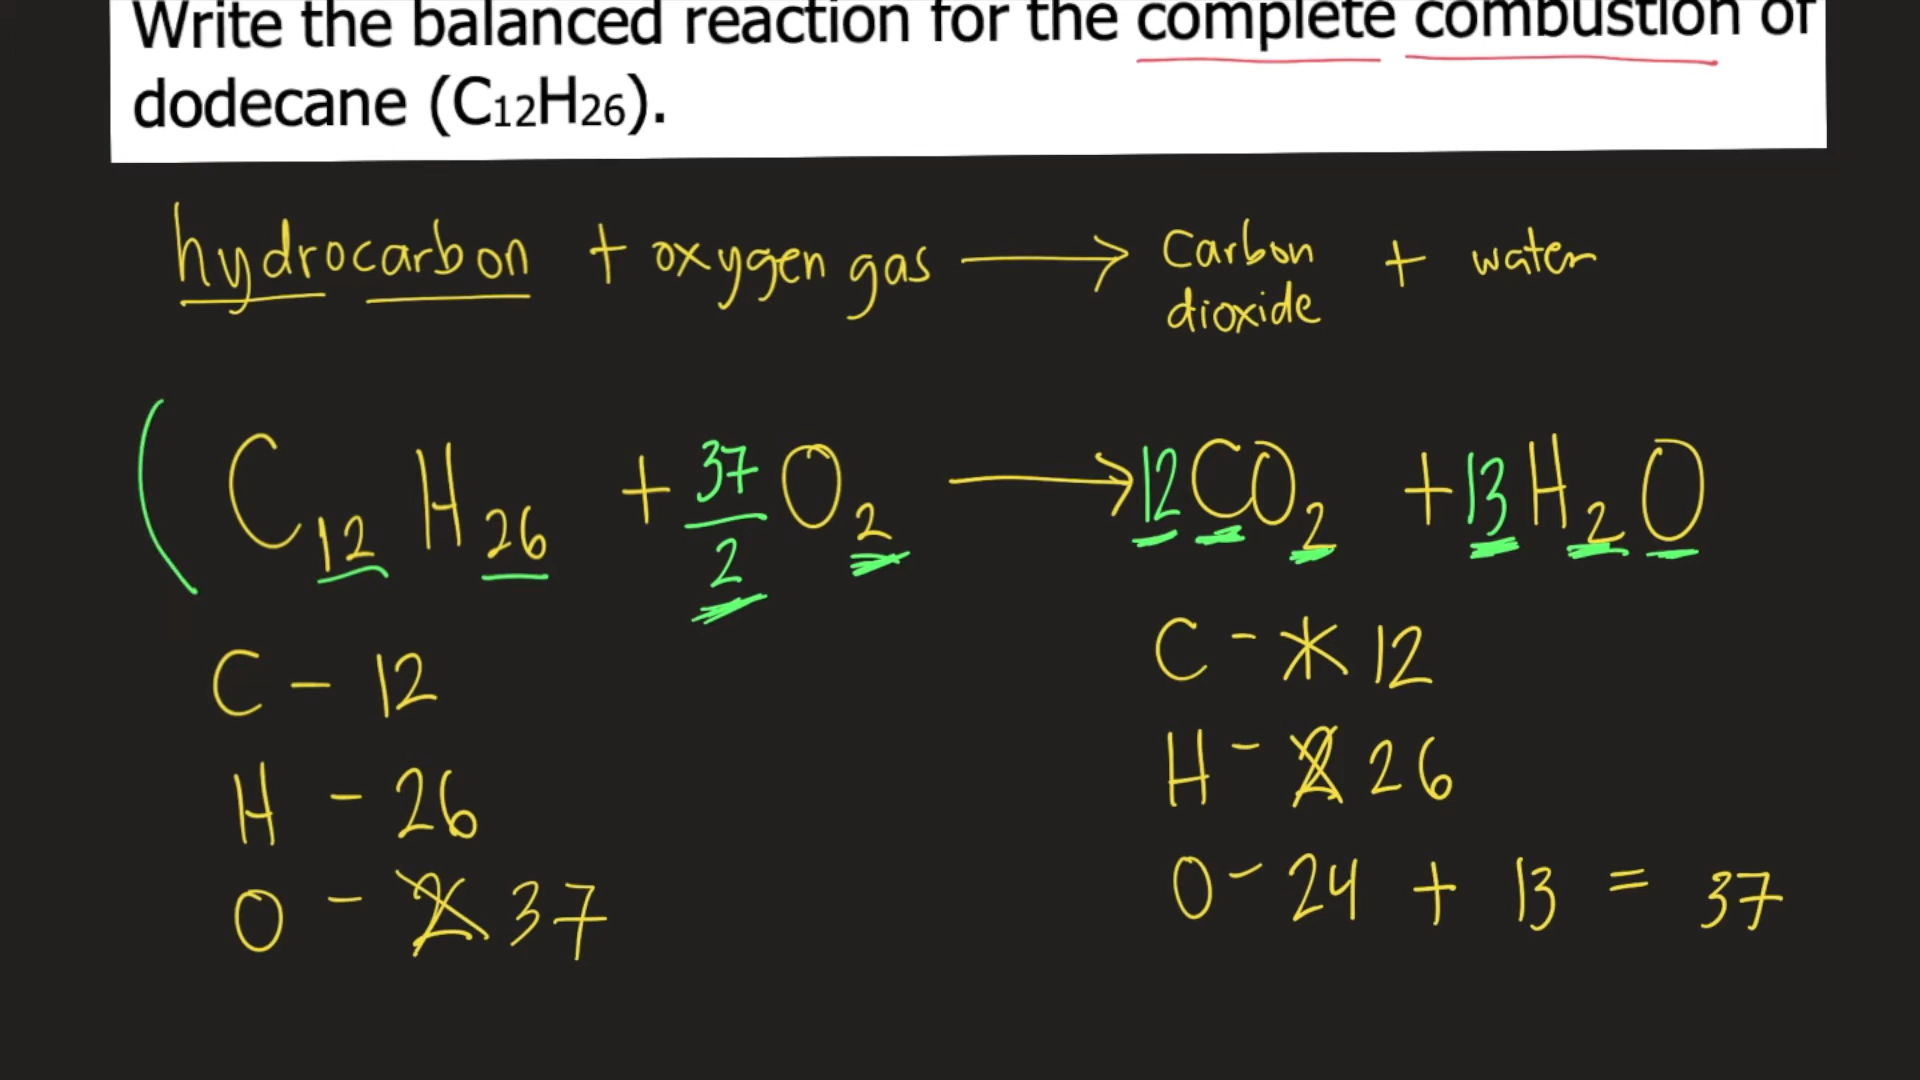 Write the balanced reaction for the complete combustion of
dodecane (C₁₂H₂₆).
hydrocarbon + oxygen gas → Carbon dioxide + water
( C₁₂H₂₆ + 37/2 O₂ → 12CO₂ + 13H₂O
C - 12
H - 26
O - 2 37
C - 12
H - 2 26
O - 24 + 13 = 37